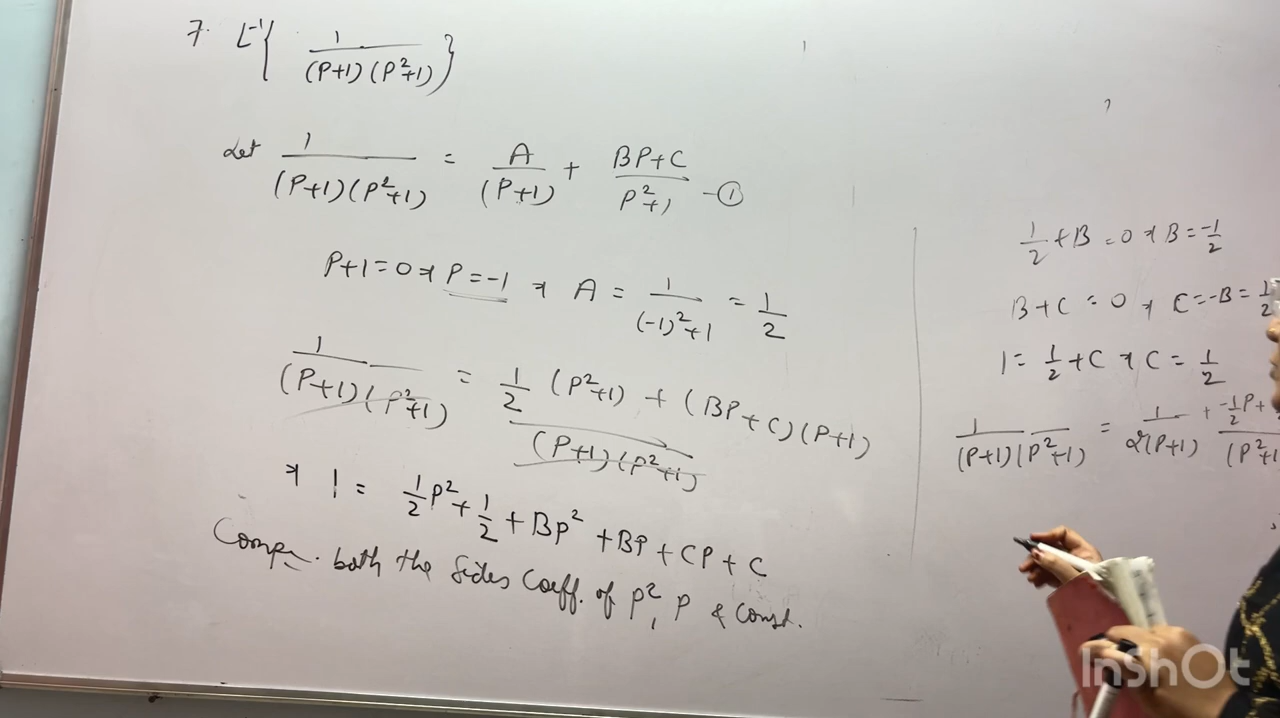 7. L⁻¹{ 1 / (P+1)(P²+1) }
Let 1 / (P+1)(P²+1) = A / (P+1) + BP+C / P²+1 - ①
P+1=0 ⇒ P=-1 ⇒ A = 1 / (-1)²+1 = 1/2
1 / (P+1)(P²+1) = 1/2 (P²+1) + (BP+C)(P+1) / (P+1)(P²+1)
⇒ 1 = 1/2 P² + 1/2 + BP² + BP + CP + C
both the Sides Coeff. of P², P & Const.
1/2 + B = 0 ⇒ B = -1/2
B+C = 0 ⇒ C=-B = 1/2
1 = 1/2 + C ⇒ C = 1/2
1 / (P+1)(P²+1) = 1 / 2(P+1) + -1/2 P+ / (P²+1
InShOt